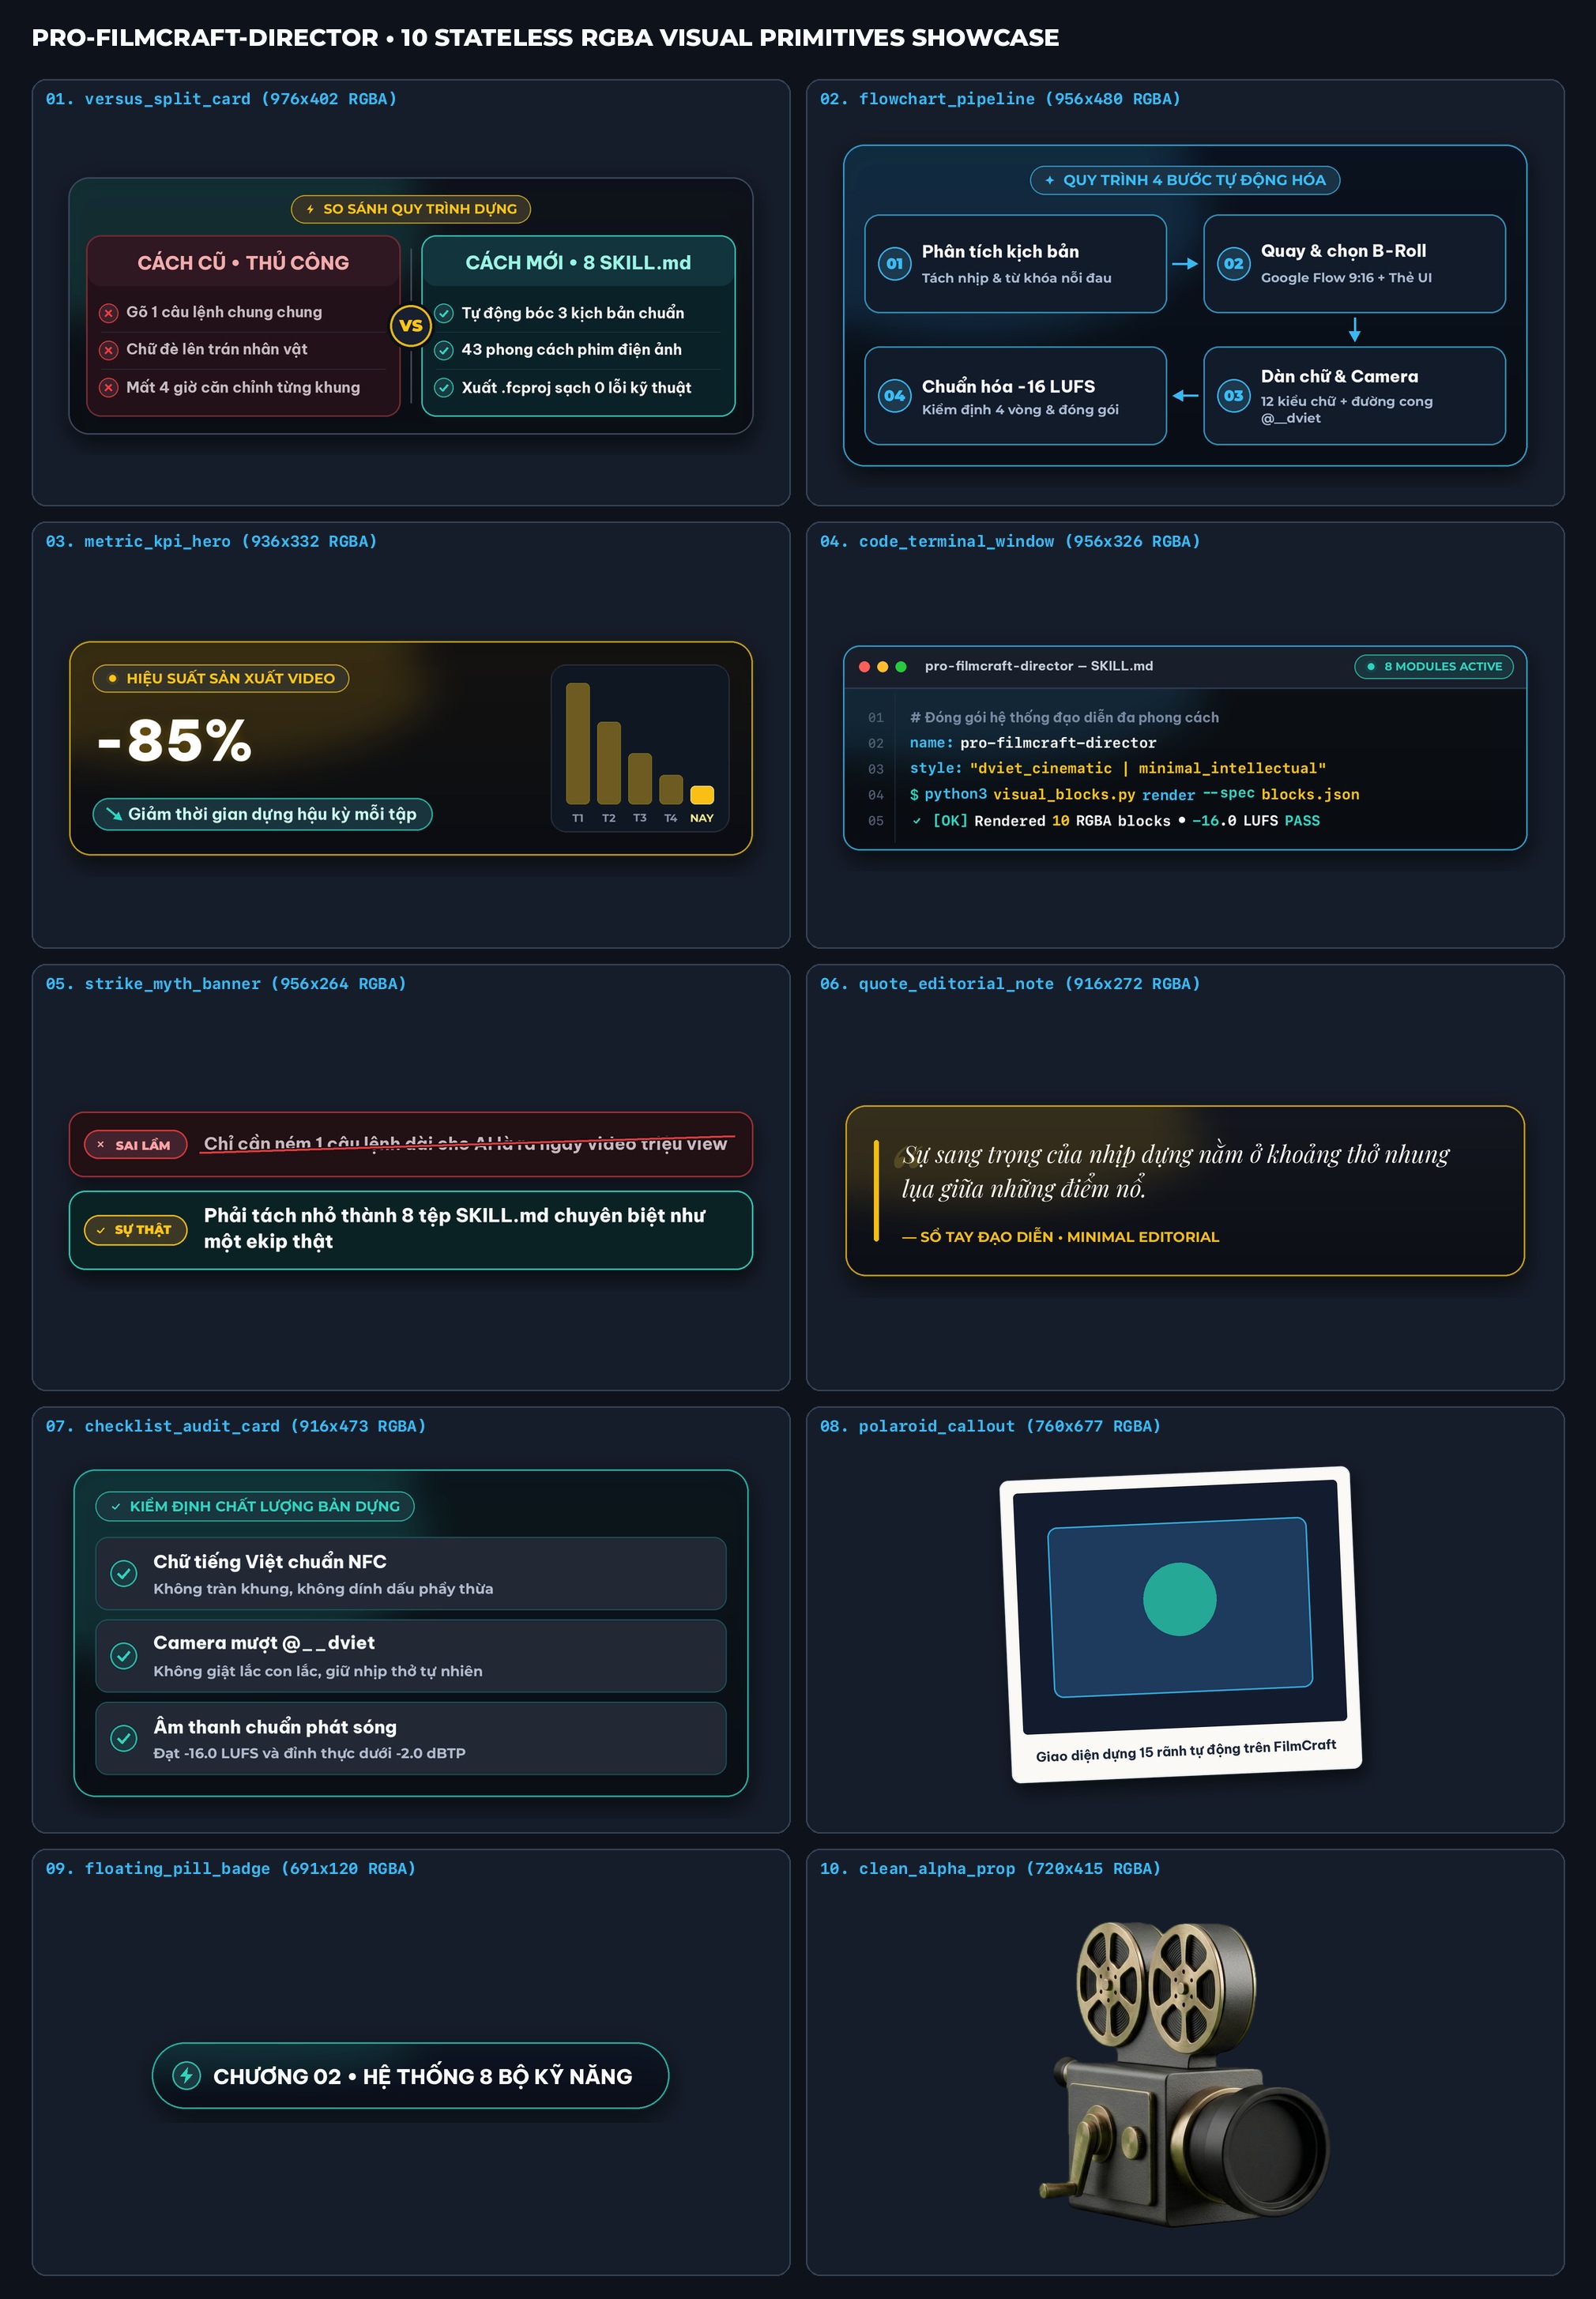 PRO-FILMCRAFT-DIRECTOR • 10 STATELESS RGBA VISUAL PRIMITIVES SHOWCASE
01. versus_split_card (976x402 RGBA)
SO SÁNH QUY TRÌNH DỰNG
CÁCH CŨ • THỦ CÔNG
Gõ 1 câu lệnh chung chung
Chữ đè lên trán nhân vật
Mất 4 giờ căn chỉnh từng khung
VS
CÁCH MỚI • 8 SKILL.md
Tự động bóc 3 kịch bản chuẩn
43 phong cách phim điện ảnh
Xuất .fcproj sạch 0 lỗi kỹ thuật
02. flowchart_pipeline (956x480 RGBA)
QUY TRÌNH 4 BƯỚC TỰ ĐỘNG HÓA
01
Phân tích kịch bản
Tách nhịp & từ khóa nỗi đau
02
Quay & chọn B-Roll
Google Flow 9:16 + Thẻ UI
04
Chuẩn hóa -16 LUFS
Kiểm định 4 vòng & đóng gói
03
Dàn chữ & Camera
12 kiểu chữ + đường cong
@__dviet
03. metric_kpi_hero (936x332 RGBA)
HIỆU SUẤT SẢN XUẤT VIDEO
-85%
Giảm thời gian dựng hậu kỳ mỗi tập
T1 T2 T3 T4 NAY
04. code_terminal_window (956x326 RGBA)
pro-filmcraft-director — SKILL.md
8 MODULES ACTIVE
01 # Đóng gói hệ thống đạo diễn đa phong cách
02 name: pro-filmcraft-director
03 style: "dviet_cinematic | minimal_intellectual"
04 $ python3 visual_blocks.py render --spec blocks.json
05 ✓ [OK] Rendered 10 RGBA blocks • -16.0 LUFS PASS
05. strike_myth_banner (956x264 RGBA)
SAI LẦM
Chỉ cần ném 1 câu lệnh dài cho AI là ra ngay video triệu view
SỰ THẬT
Phải tách nhỏ thành 8 tệp SKILL.md chuyên biệt như
một ekip thật
06. quote_editorial_note (916x272 RGBA)
Sự sang trọng của nhịp dựng nằm ở khoảng thở nhung
lụa giữa những điểm nổ.
— SỔ TAY ĐẠO DIỄN • MINIMAL EDITORIAL
07. checklist_audit_card (916x473 RGBA)
KIỂM ĐỊNH CHẤT LƯỢNG BẢN DỰNG
Chữ tiếng Việt chuẩn NFC
Không tràn khung, không dính dấu phẩy thừa
Camera mượt @__dviet
Không giật lắc con lắc, giữ nhịp thở tự nhiên
Âm thanh chuẩn phát sóng
Đạt -16.0 LUFS và đỉnh thực dưới -2.0 dBTP
08. polaroid_callout (760x677 RGBA)
Giao diện dựng 15 rãnh tự động trên FilmCraft
09. floating_pill_badge (691x120 RGBA)
CHƯƠNG 02 • HỆ THỐNG 8 BỘ KỸ NĂNG
10. clean_alpha_prop (720x415 RGBA)